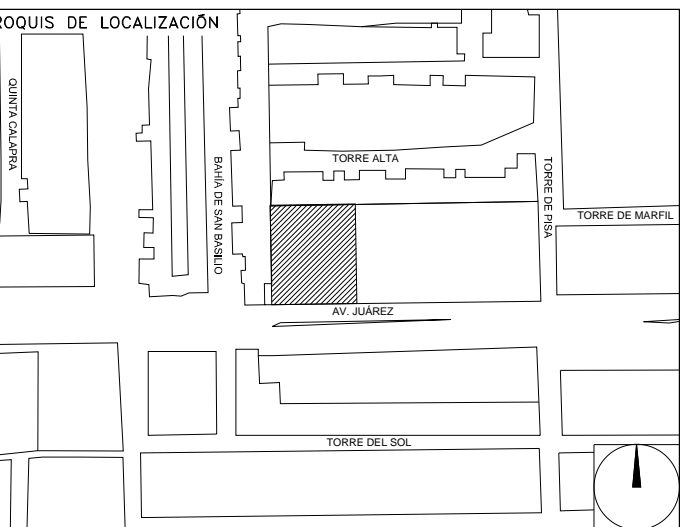 ROQUIS DE LOCALIZACIÓN
QUINTA CALAPRA
BAHÍA DE SAN BASILIO
TORRE ALTA
TORRE DE PISA
TORRE DE MARFIL
AV. JUÁREZ
TORRE DEL SOL